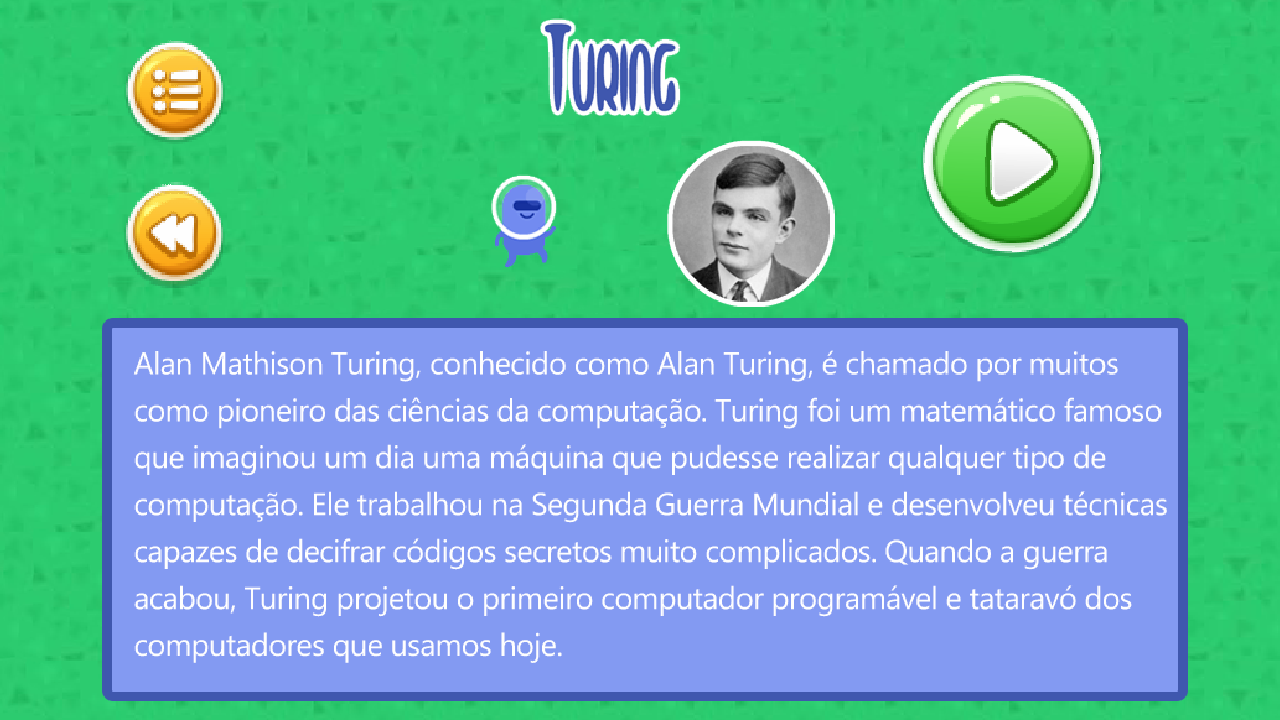 TURING
Alan Mathison Turing, conhecido como Alan Turing, é chamado por muitos
como pioneiro das ciências da computação. Turing foi um matemático famoso
que imaginou um dia uma máquina que pudesse realizar qualquer tipo de
computação. Ele trabalhou na Segunda Guerra Mundial e desenvolveu técnicas
capazes de decifrar códigos secretos muito complicados. Quando a guerra
acabou, Turing projetou o primeiro computador programável e tataravó dos
computadores que usamos hoje.